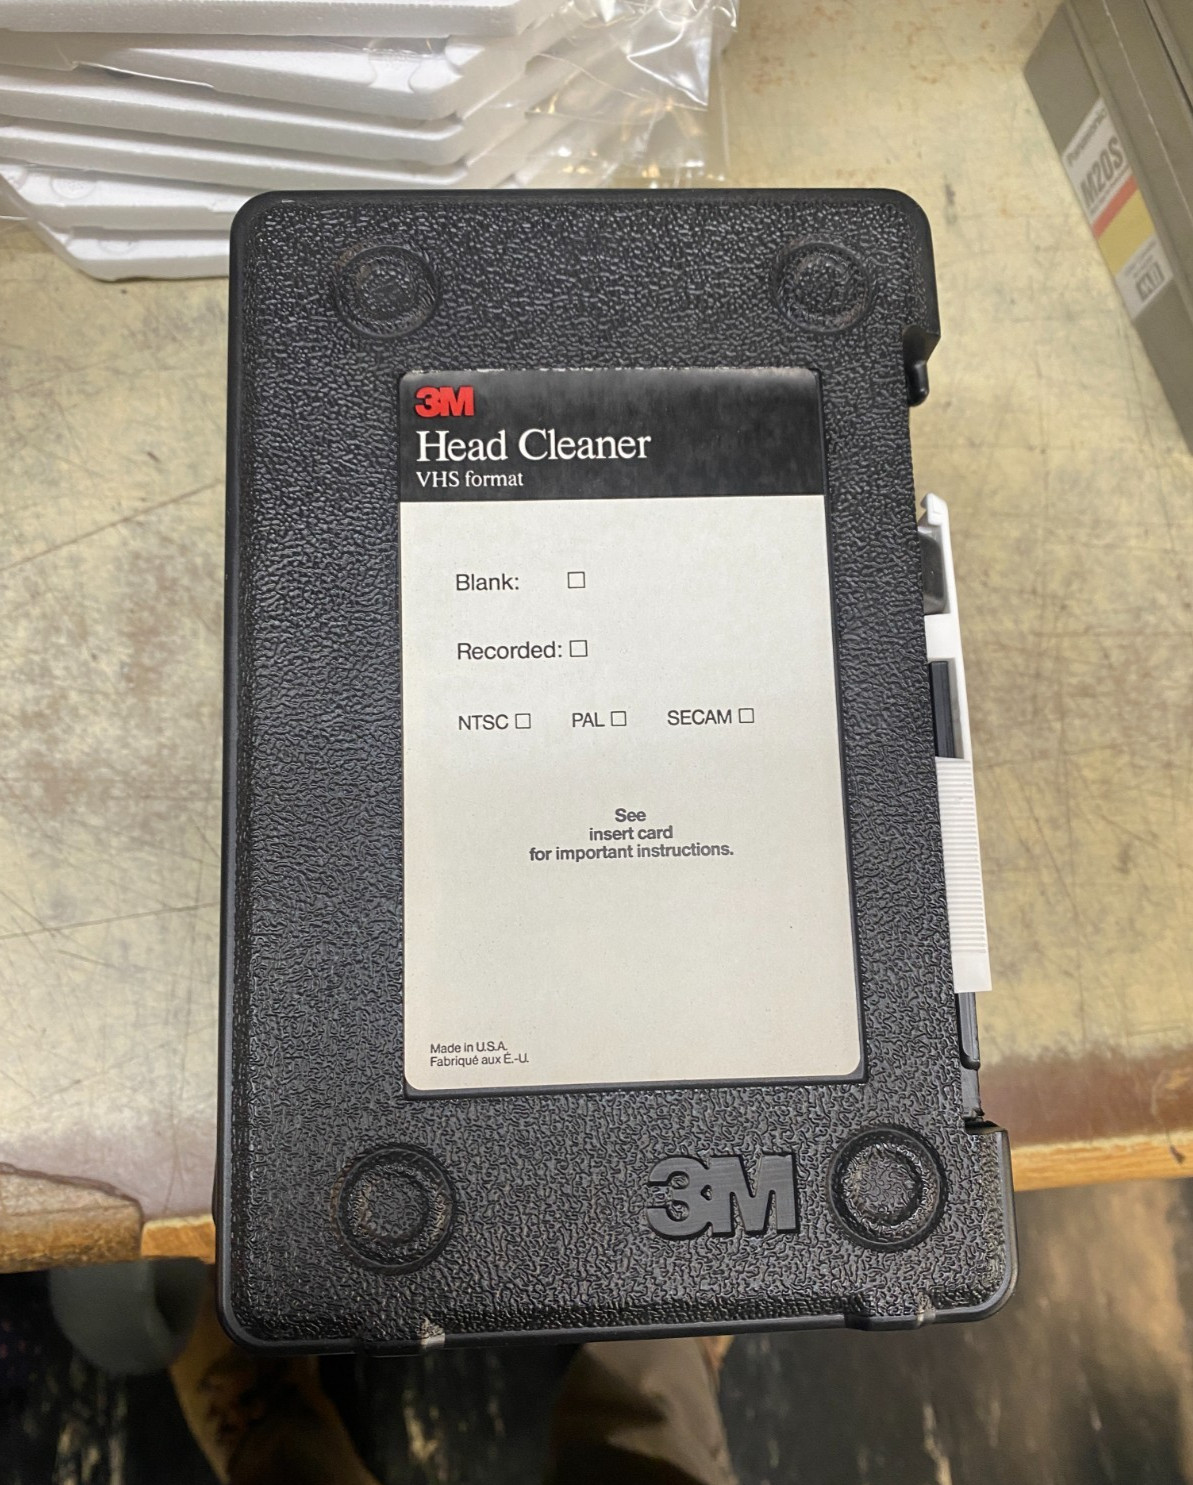 3M
Head Cleaner
VHS format
Blank: ☐
Recorded: ☐
NTSC ☐ PAL ☐ SECAM ☐
See
insert card
for important instructions.
Made in U.S.A.
Fabriqué aux É.-U.
3M
Panasonic
M20S